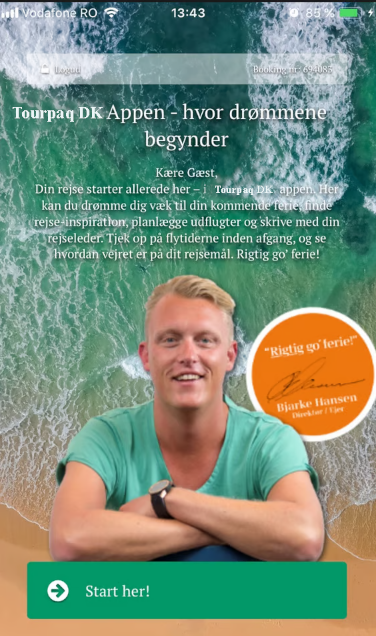 Vodafone RO 13:43 85 %
Logud Booking nr. 694085
Tourpaq DK Appen - hvor drømmene
begynder
Kære Gæst,
Din rejse starter allerede her – i Tourpaq DK appen. Her
kan du drømme dig væk til din kommende ferie, finde
rejse-inspiration, planlægge udflugter og skrive med din
rejseleder. Tjek op på flytiderne inden afgang, og se
hvordan vejret er på dit rejsemål. Rigtig go' ferie!
"Rigtig go' ferie!"
Bjarke Hansen
Direktør / Ejer
Start her!